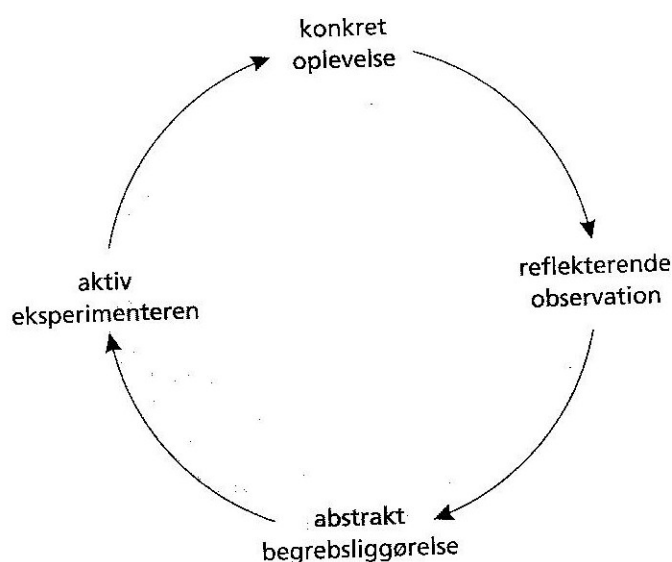 konkret
oplevelse
reflekterende
observation
abstrakt
begrebsliggørelse
aktiv
eksperimenteren